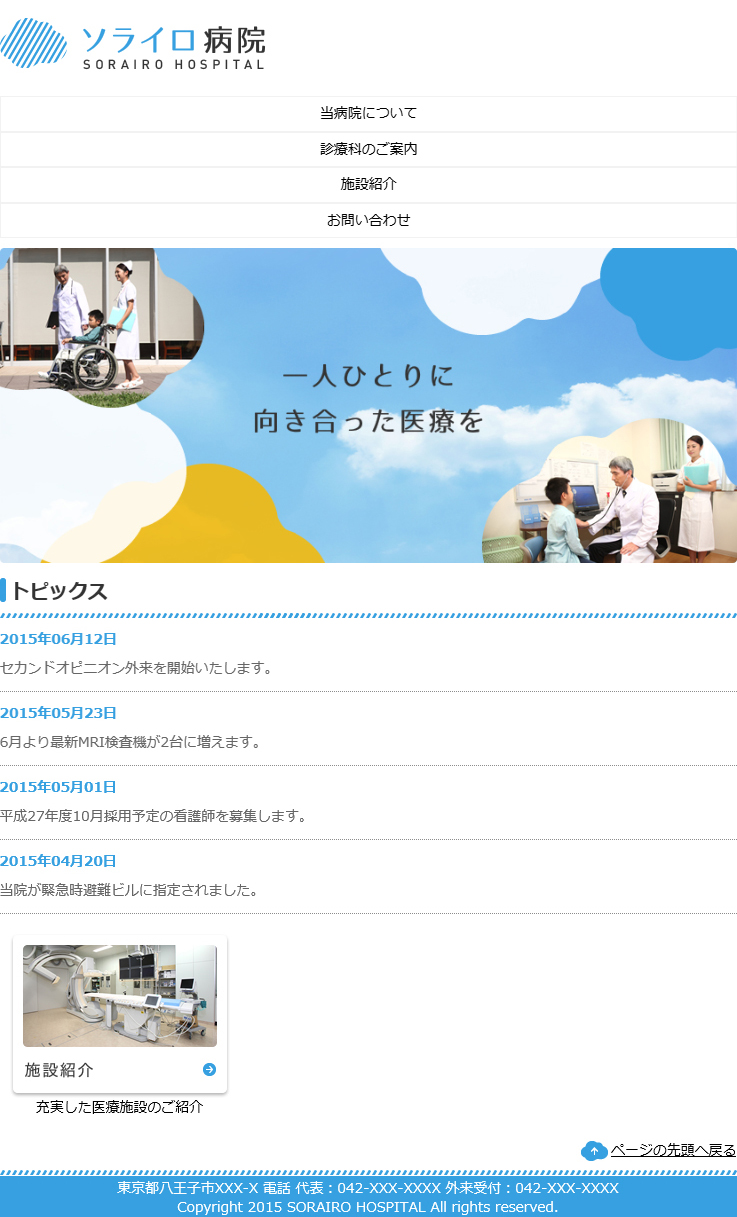 ソライロ病院
SORAIRO HOSPITAL
当病院について
診療科のご案内
施設紹介
お問い合わせ
一人ひとりに
向き合った医療を
トピックス
2015年06月12日
セカンドオピニオン外来を開始いたします。
2015年05月23日
6月より最新MRI検査機が2台に増えます。
2015年05月01日
平成27年度10月採用予定の看護師を募集します。
2015年04月20日
当院が緊急時避難ビルに指定されました。
施設紹介
充実した医療施設のご紹介
ページの先頭へ戻る
東京都八王子市XXX-X 電話 代表：042-XXX-XXXX 外来受付：042-XXX-XXXX
Copyright 2015 SORAIRO HOSPITAL All rights reserved.